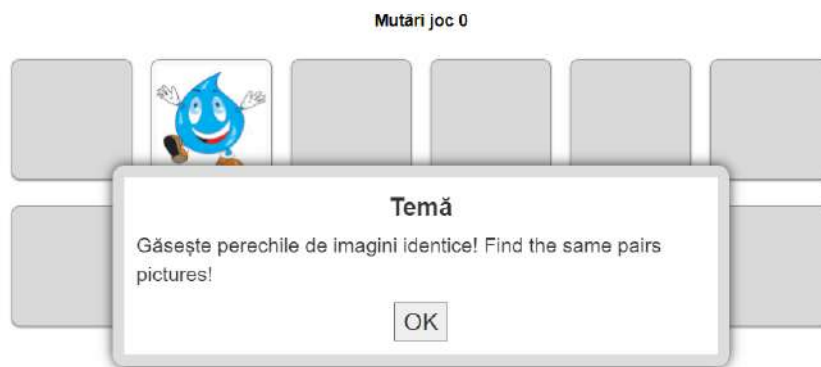 Mutări joc 0
Temă
Găsește perechile de imagini identice! Find the same pairs
pictures!
OK